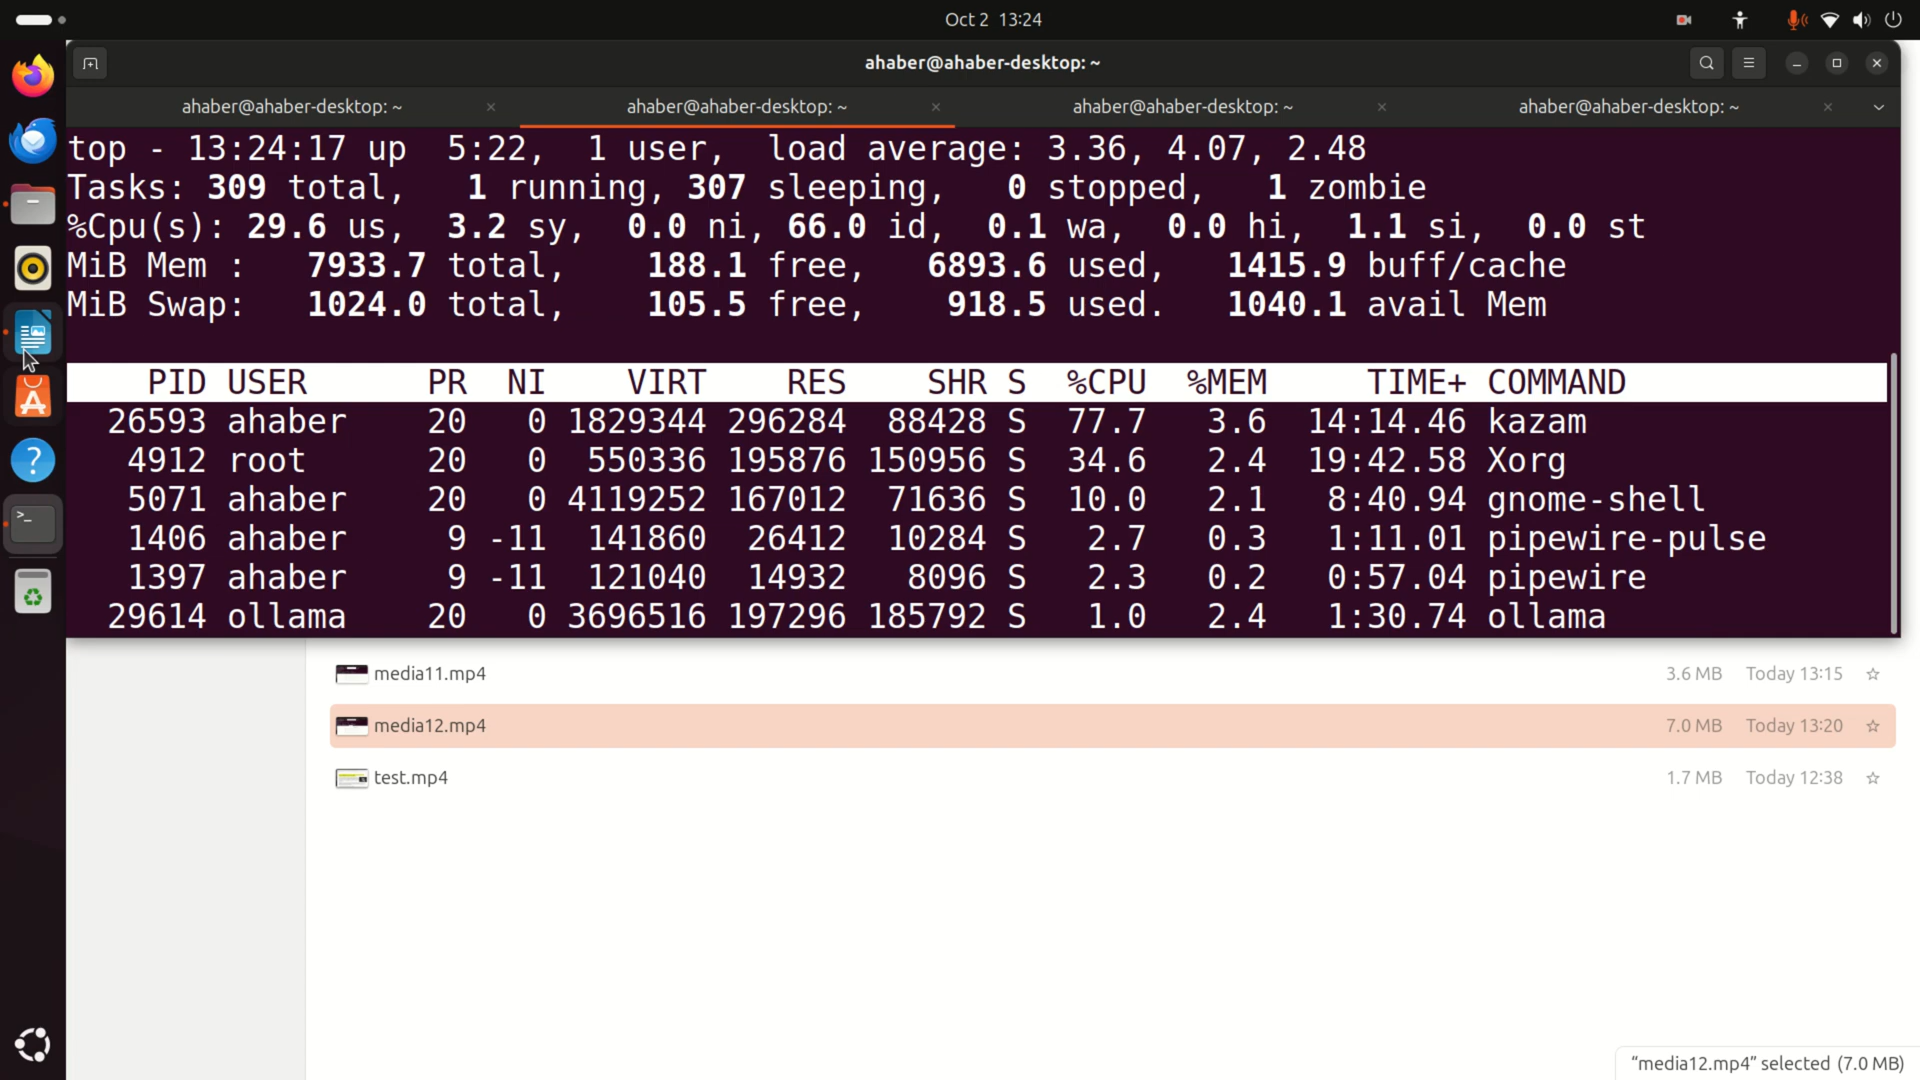 Oct 2 13:24
ahaber@ahaber-desktop: ~
ahaber@ahaber-desktop: ~ ahaber@ahaber-desktop: ~ ahaber@ahaber-desktop: ~ ahaber@ahaber-desktop: ~
top - 13:24:17 up 5:22, 1 user, load average: 3.36, 4.07, 2.48
Tasks: 309 total, 1 running, 307 sleeping, 0 stopped, 1 zombie
%Cpu(s): 29.6 us, 3.2 sy, 0.0 ni, 66.0 id, 0.1 wa, 0.0 hi, 1.1 si, 0.0 st
MiB Mem : 7933.7 total, 188.1 free, 6893.6 used, 1415.9 buff/cache
MiB Swap: 1024.0 total, 105.5 free, 918.5 used. 1040.1 avail Mem
PID USER PR NI VIRT RES SHR S %CPU %MEM TIME+ COMMAND
26593 ahaber 20 0 1829344 296284 88428 S 77.7 3.6 14:14.46 kazam
4912 root 20 0 550336 195876 150956 S 34.6 2.4 19:42.58 Xorg
5071 ahaber 20 0 4119252 167012 71636 S 10.0 2.1 8:40.94 gnome-shell
1406 ahaber 9 -11 141860 26412 10284 S 2.7 0.3 1:11.01 pipewire-pulse
1397 ahaber 9 -11 121040 14932 8096 S 2.3 0.2 0:57.04 pipewire
29614 ollama 20 0 3696516 197296 185792 S 1.0 2.4 1:30.74 ollama
media11.mp4 3.6 MB Today 13:15
media12.mp4 7.0 MB Today 13:20
test.mp4 1.7 MB Today 12:38
“media12.mp4” selected (7.0 MB)